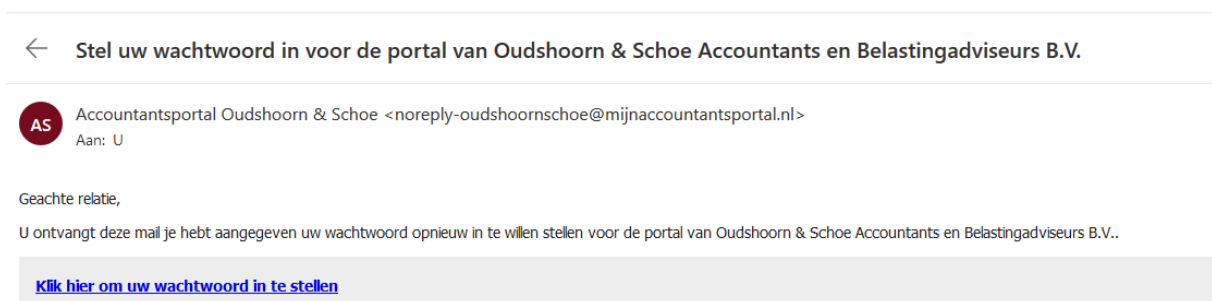 Stel uw wachtwoord in voor de portal van Oudshoorn & Schoe Accountants en Belastingadviseurs B.V.
AS
Accountantsportal Oudshoorn & Schoe <noreply-oudshoornschoe@mijnaccountantsportal.nl>
Aan: U
Geachte relatie,
U ontvangt deze mail je hebt aangegeven uw wachtwoord opnieuw in te willen stellen voor de portal van Oudshoorn & Schoe Accountants en Belastingadviseurs B.V..
Klik hier om uw wachtwoord in te stellen